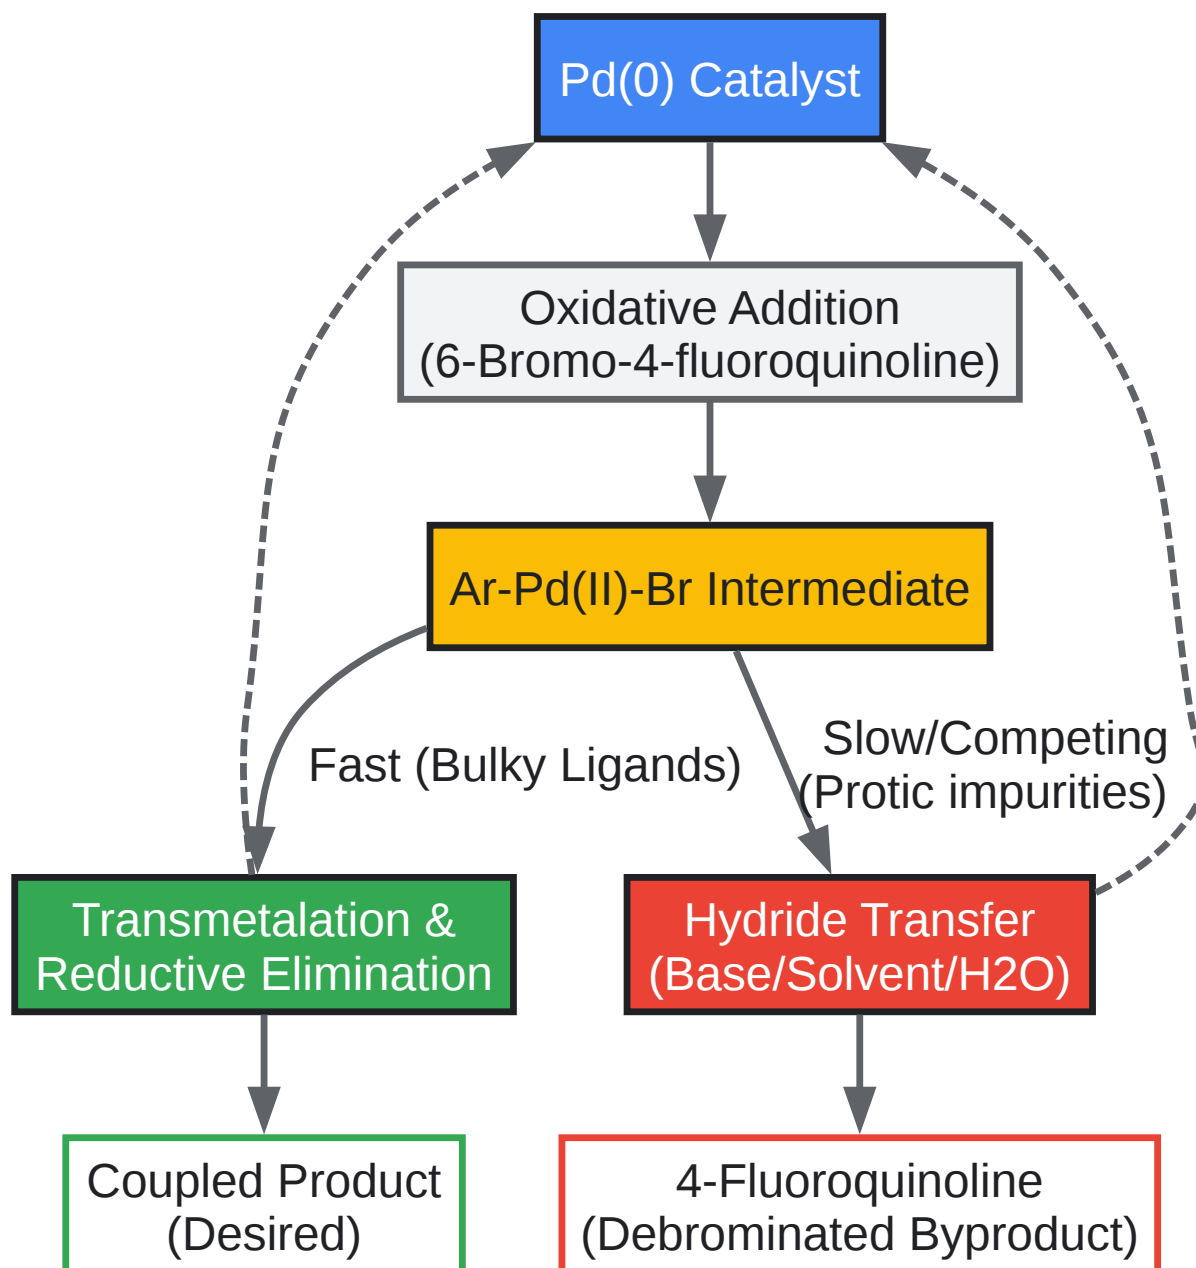 Pd(0) Catalyst
Oxidative Addition
(6-Bromo-4-fluoroquinoline)
Ar-Pd(II)-Br Intermediate
Fast (Bulky Ligands)
Slow/Competing
(Protic impurities)
Transmetalation &
Reductive Elimination
Hydride Transfer
(Base/Solvent/H2O)
Coupled Product
(Desired)
4-Fluoroquinoline
(Debrominated Byproduct)